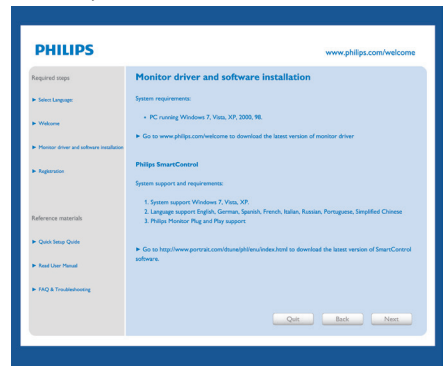 PHILIPS
www.philips.com/welcome
Required steps
▶ Select Language:
▶ Welcome
▶ Monitor driver and software installation
▶ Registration
Reference materials
▶ Quick Setup Guide
▶ Read User Manual
▶ FAQ & Troubleshooting
Monitor driver and software installation
System requirements:
• PC running Windows 7, Vista, XP, 2000, 98.
▶ Go to www.philips.com/welcome to download the latest version of monitor driver
Philips SmartControl
System support and requirements:
1. System support Windows 7, Vista, XP.
2. Language support English, German, Spanish, French, Italian, Russian, Portuguese, Simplified Chinese
3. Philips Monitor Plug and Play support
▶ Go to http://www.portrait.com/dtune/phl/enu/index.html to download the latest version of SmartControl
software.
Quit
Back
Next